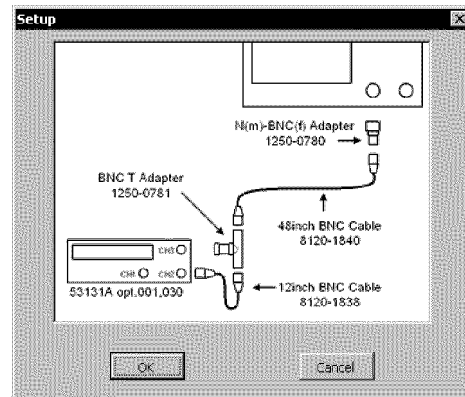 Setup
N(m)-BNC(f) Adapter
1250-0780
BNC T Adapter
1250-0781
48inch BNC Cable
8120-1840
CH3
CH1 CH2
53131A opt.001,030
12inch BNC Cable
8120-1838
OK
Cancel